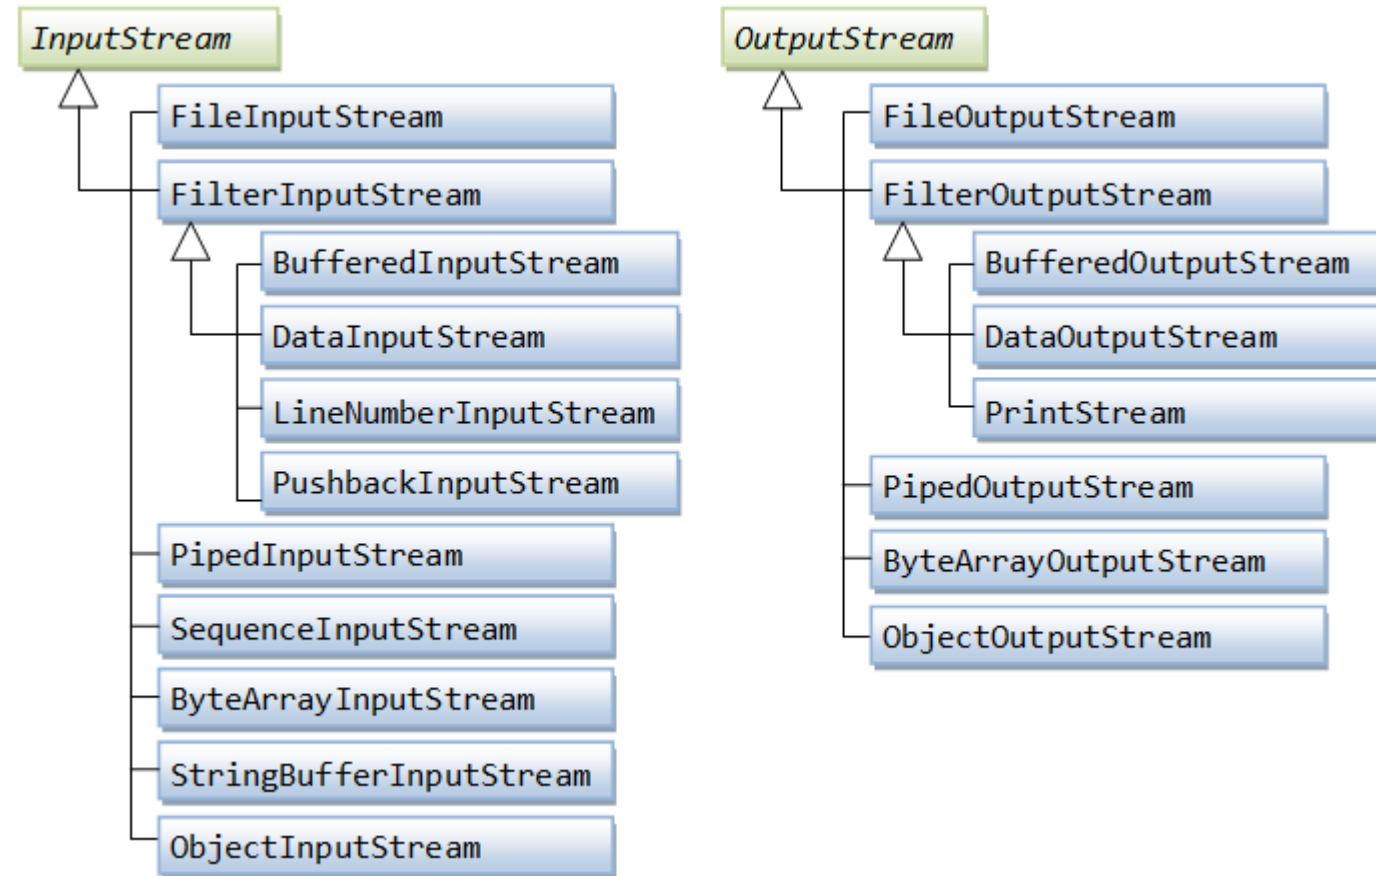 InputStream
FileInputStream
FilterInputStream
BufferedInputStream
DataInputStream
LineNumberInputStream
PushbackInputStream
PipedInputStream
SequenceInputStream
ByteArrayInputStream
StringBufferInputStream
ObjectInputStream
OutputStream
FileOutputStream
FilterOutputStream
BufferedOutputStream
DataOutputStream
PrintStream
PipedOutputStream
ByteArrayOutputStream
ObjectOutputStream